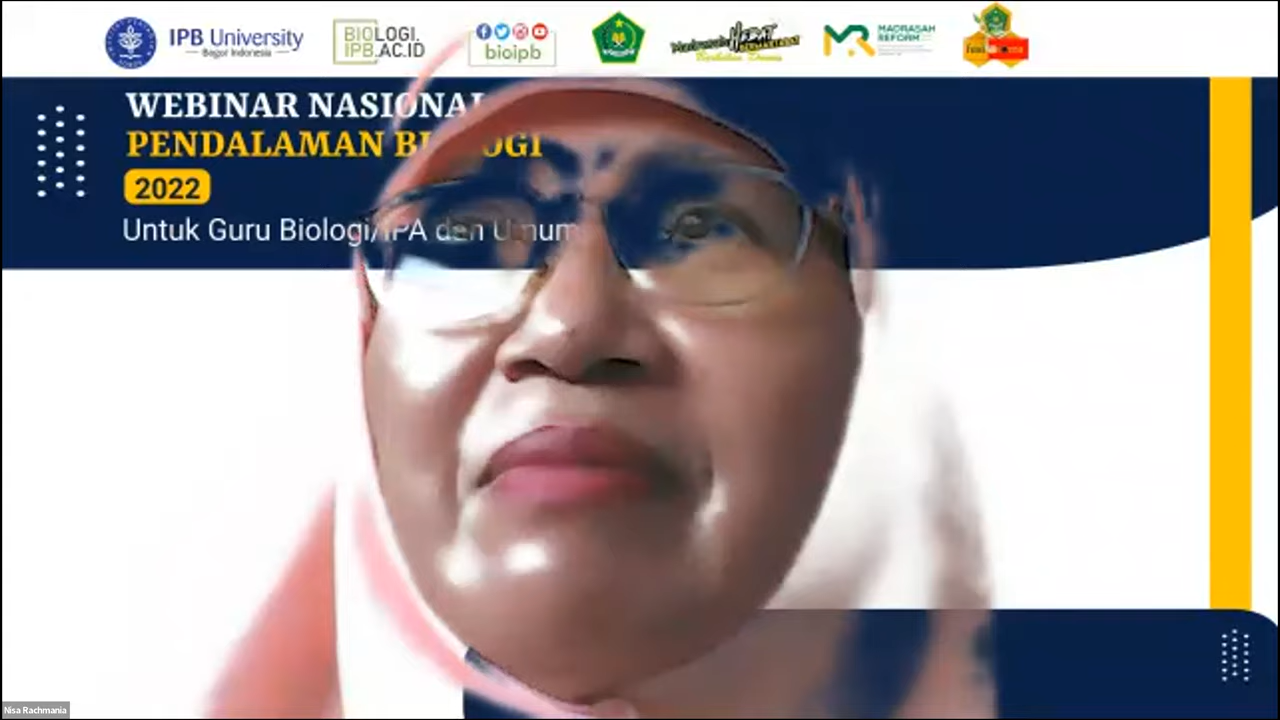 IPB University
Bogor Indonesia
BIOLOGI.
IPB.AC.ID
bioipb
MADRASAH
REFORM
WEBINAR NASIONAL
PENDALAMAN BIOLOGI
2022
Untuk Guru Biologi/IPA dan Umum
Nisa Rachmania